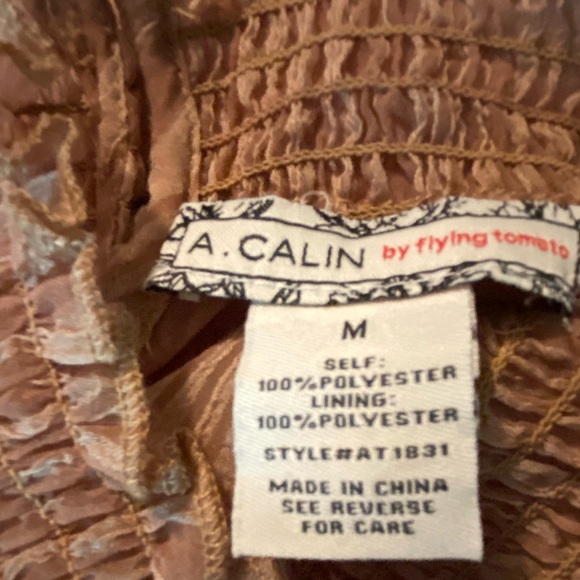 A. CALIN by flying tomato
M
SELF:
100%POLYESTER
LINING:
100%POLYESTER
STYLE#AT1831
MADE IN CHINA
SEE REVERSE
FOR CARE